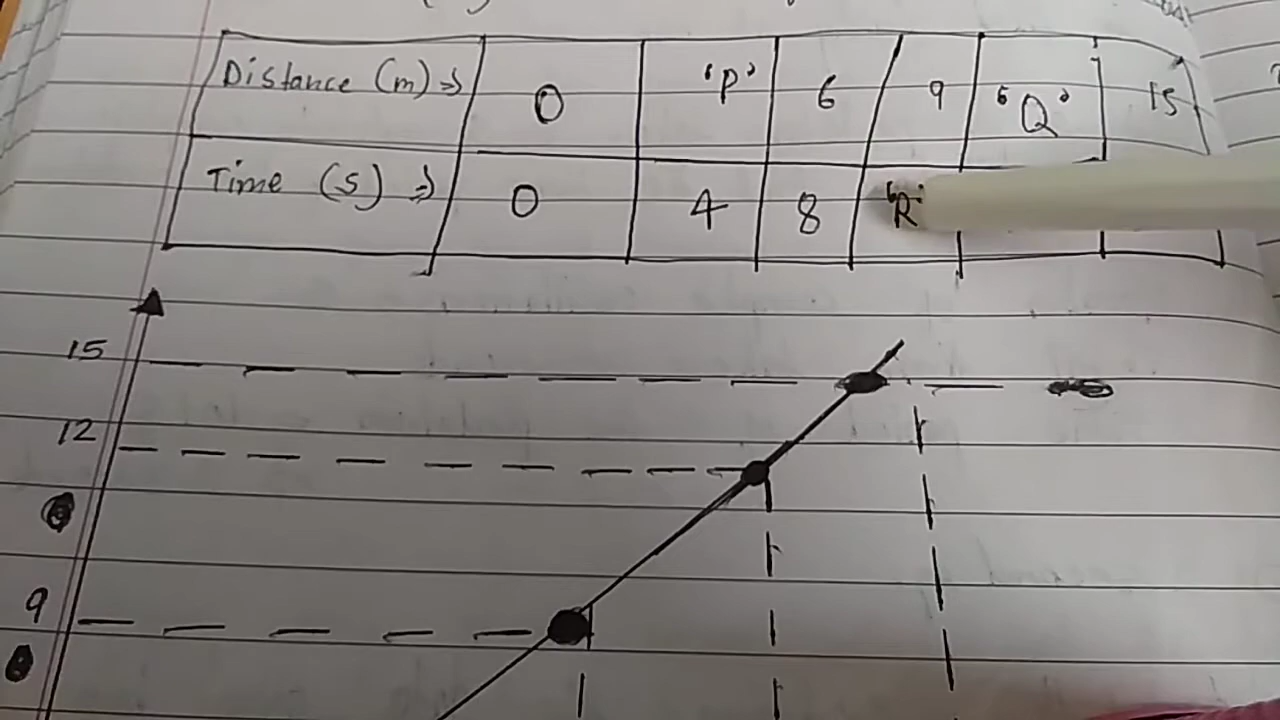 Distance (m) ⇒ 0 'P' 6 9 'Q' 15
Time (s) ⇒ 0 4 8 'R'
15
12
9